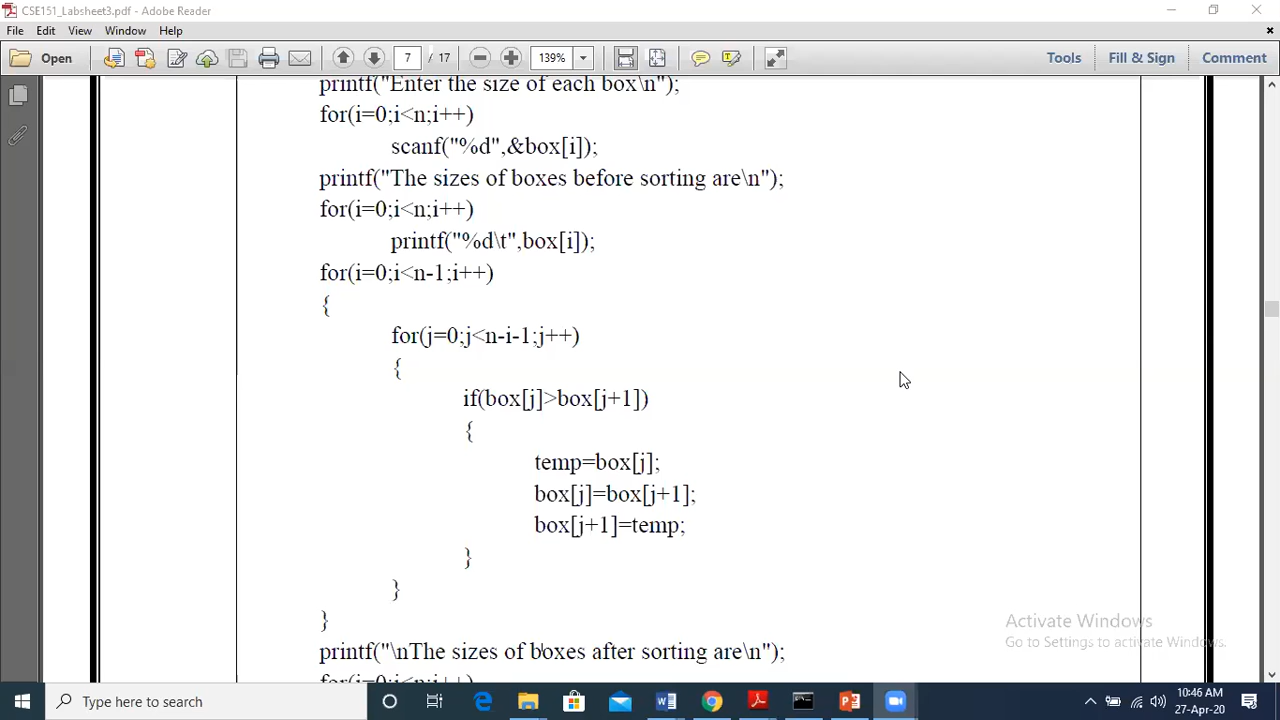 CSE151_Labsheet3.pdf - Adobe Reader
File Edit View Window Help
Open 7 / 17 139% Tools Fill & Sign Comment
printf("Enter the size of each box\n");
for(i=0;i<n;i++)
scanf("%d",&box[i]);
printf("The sizes of boxes before sorting are\n");
for(i=0;i<n;i++)
printf("%d\t",box[i]);
for(i=0;i<n-1;i++)
{
for(j=0;j<n-i-1;j++)
{
if(box[j]>box[j+1])
{
temp=box[j];
box[j]=box[j+1];
box[j+1]=temp;
}
}
}
printf("\nThe sizes of boxes after sorting are\n");
for(i=0;i<n;i++)
Activate Windows
Go to Settings to activate Windows.
Type here to search
10:46 AM
27-Apr-20